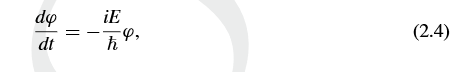 dφ/dt = −(iE/ħ)φ, (2.4)